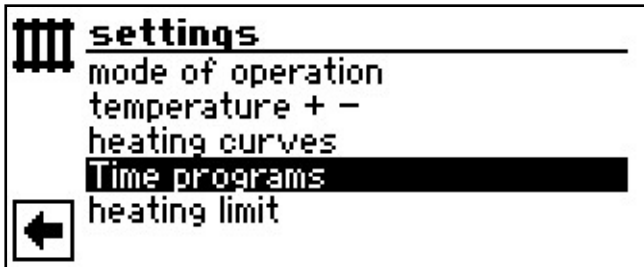 settings
mode of operation
temperature + −
heating curves
Time programs
heating limit